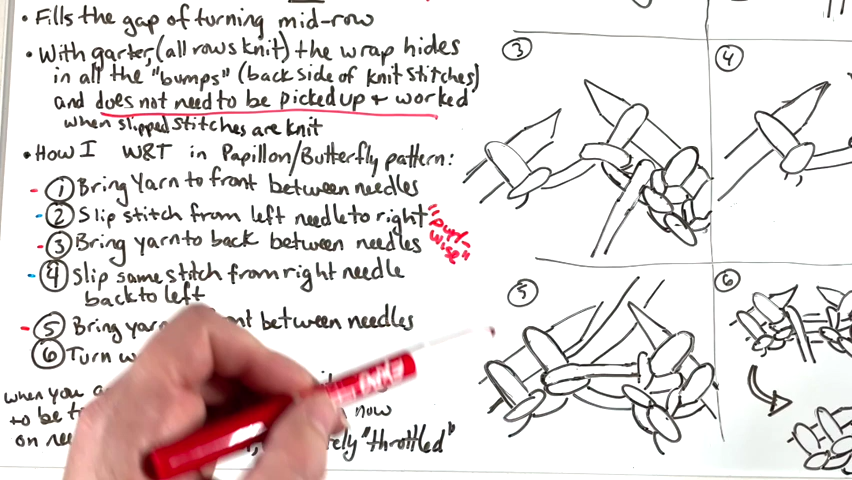 • Fills the gap of turning mid-row
• With garter, (all rows knit) the wrap hides
in all the "bumps" (back side of knit stitches)
and does not need to be picked up + worked
when slipped stitches are knit
• How I W&T in Papillon/Butterfly pattern:
- ① Bring Yarn to front between needles
- ② Slip stitch from left needle to right "purl-
wise"
- ③ Bring yarn to back between needles
- ④ Slip same stitch from right needle
back to left
- ⑤ Bring yarn front between needles
⑥ Turn
when you
to be now
on "throttled"
③
④
⑤
⑥